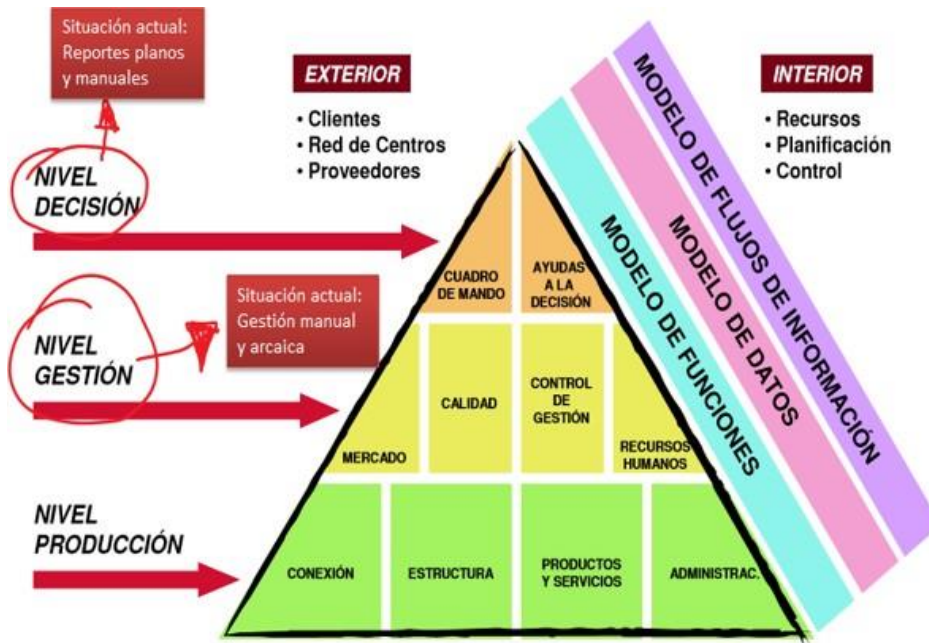 Situación actual:
Reportes planos
y manuales
EXTERIOR
• Clientes
• Red de Centros
• Proveedores
INTERIOR
• Recursos
• Planificación
• Control
NIVEL
DECISIÓN
CUADRO
DE MANDO
AYUDAS
A LA
DECISIÓN
Situación actual:
Gestión manual
y arcaica
NIVEL
GESTIÓN
MERCADO
CALIDAD
CONTROL
DE
GESTIÓN
RECURSOS
HUMANOS
NIVEL
PRODUCCIÓN
CONEXIÓN
ESTRUCTURA
PRODUCTOS
Y SERVICIOS
ADMINISTRAC.
MODELO DE FUNCIONES
MODELO DE DATOS
MODELO DE FLUJOS DE INFORMACIÓN